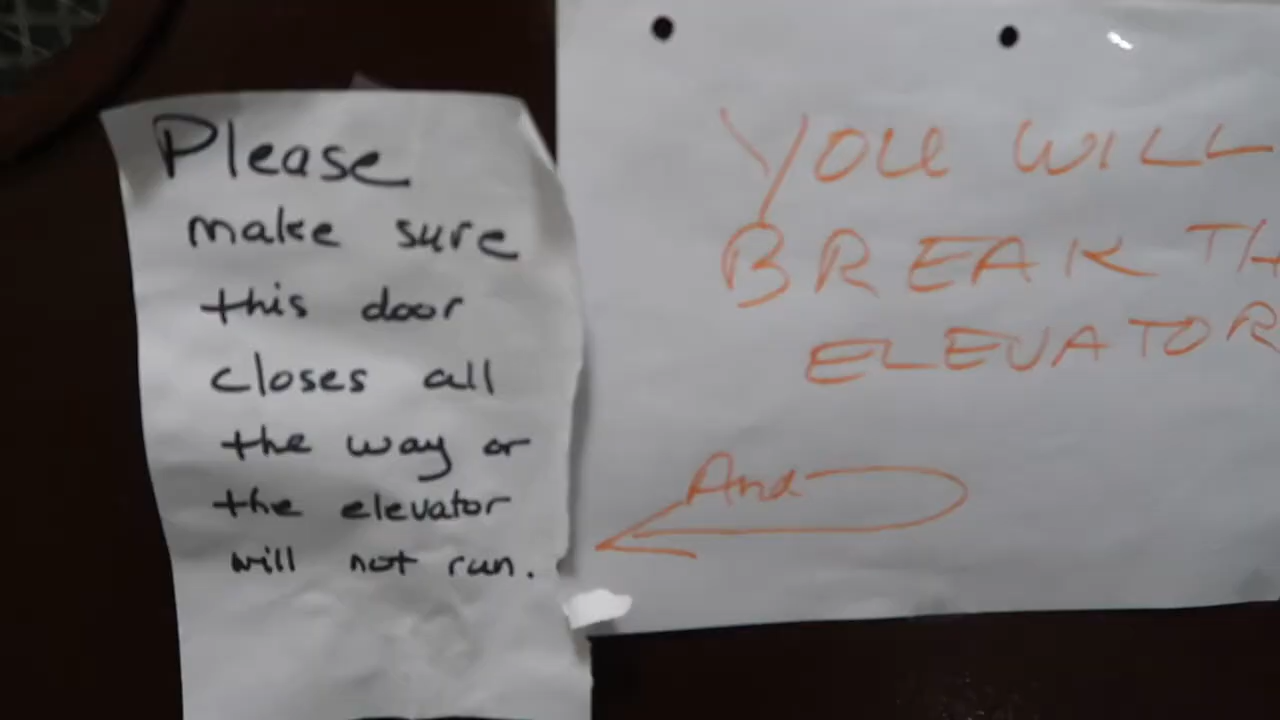 Please
make sure
this door
closes all
the way or
the elevator
will not run.
YOU WILL
BREAK
ELEVATOR
And